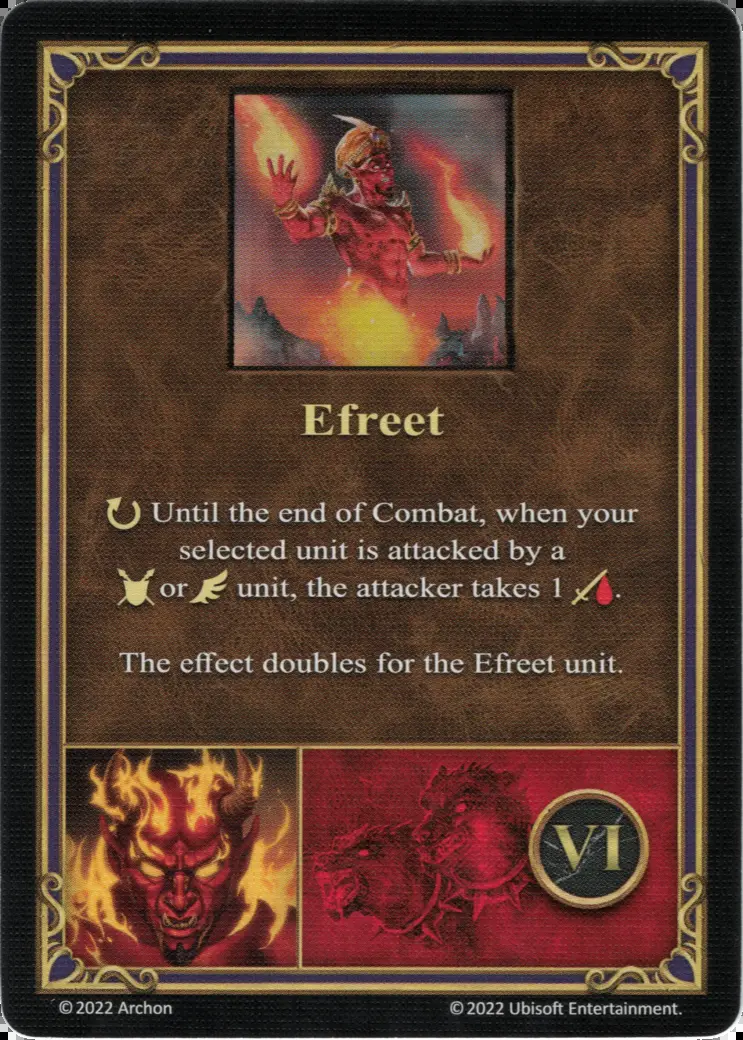 Efreet
Until the end of Combat, when your
selected unit is attacked by a
or unit, the attacker takes 1 .
The effect doubles for the Efreet unit.
VI
© 2022 Archon
© 2022 Ubisoft Entertainment.